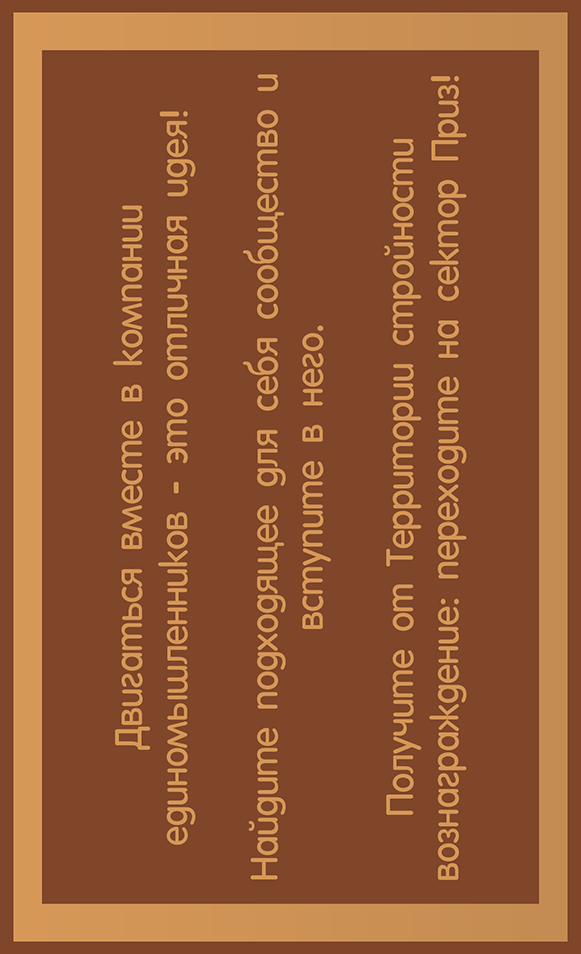 Двигаться вместе в компании
единомышленников - это отличная идея!
Найдите подходящее для себя сообщество и
вступите в него.
Получите от Территории стройности
вознаграждение: переходите на сектор Приз!